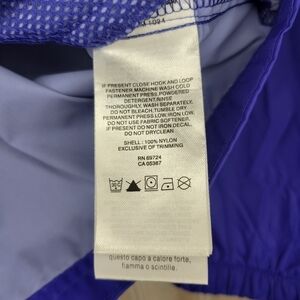 1094
IF PRESENT CLOSE HOOK AND LOOP
FASTENER.MACHINE WASH COLD
PERMANENT PRESS.POWDERED
DETERGENT.RINSE
THOROUGHLY.WASH SEPARATELY.
DO NOT BLEACH.TUMBLE DRY.
PERMANENT PRESS LOW.IRON LOW.
DO NOT USE FABRIC SOFTENER.
IF PRESENT DO NOT IRON DECAL.
DO NOT DRYCLEAN
SHELL: 100% NYLON
EXCLUSIVE OF TRIMMING
RN 69724
CA 05367
questo capo a calore forte,
fiamma o scintille.